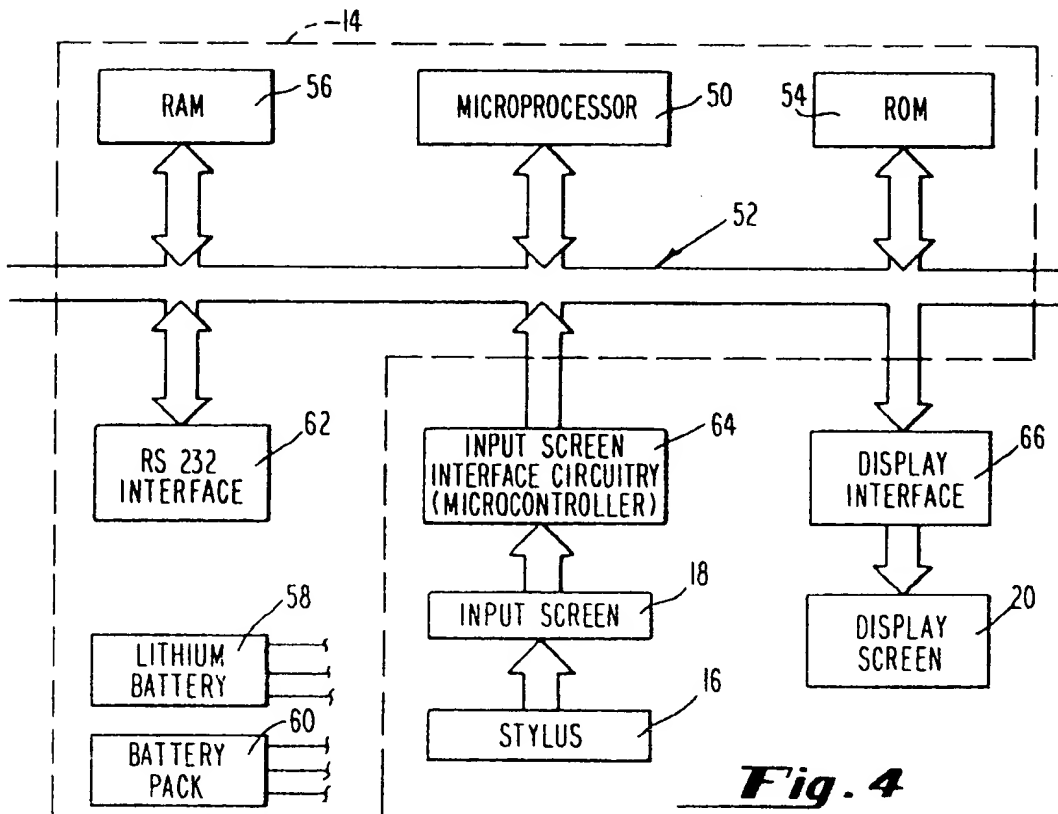 14
RAM
56
MICROPROCESSOR
50
54
ROM
52
RS 232
INTERFACE
62
INPUT SCREEN
INTERFACE CIRCUITRY
(MICROCONTROLLER)
64
DISPLAY
INTERFACE
66
INPUT SCREEN
18
DISPLAY
SCREEN
20
LITHIUM
BATTERY
58
STYLUS
16
BATTERY
PACK
60
Fig. 4